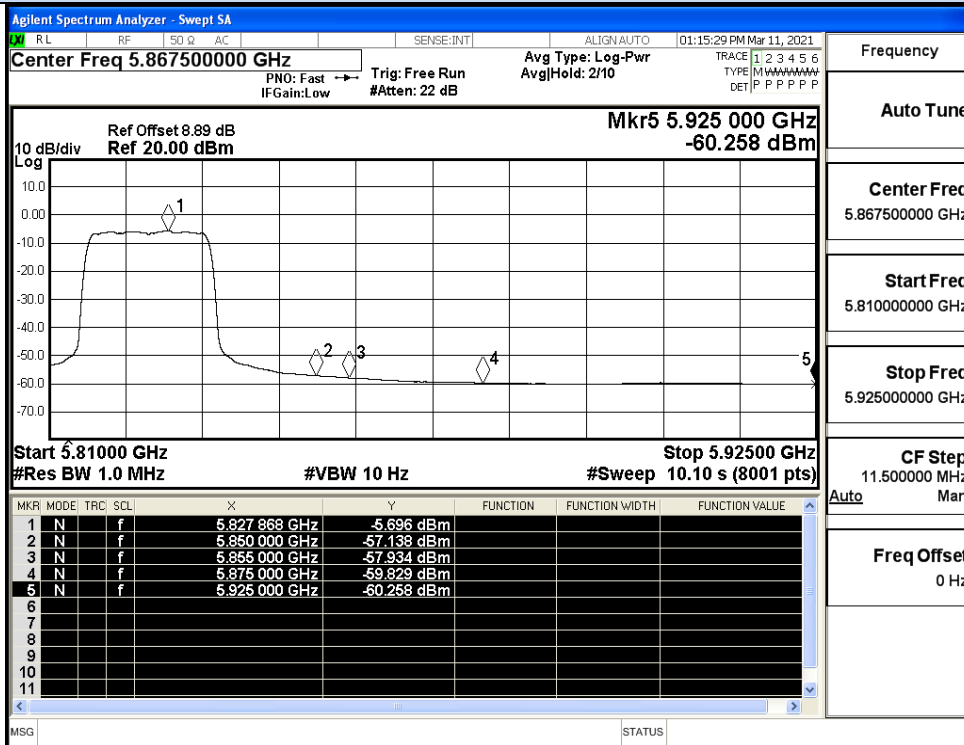 Agilent Spectrum Analyzer - Swept SA
LXI RL RF 50 Ω AC SENSE:INT ALIGN AUTO 01:15:29 PM Mar 11, 2021
Center Freq 5.867500000 GHz
PNO: Fast
IFGain:Low
Trig: Free Run
#Atten: 22 dB
Avg Type: Log-Pwr
Avg|Hold: 2/10
TRACE 1 2 3 4 5 6
TYPE M WWWWW
DET P P P P P P
Ref Offset 8.89 dB
10 dB/div Ref 20.00 dBm
Log
Mkr5 5.925 000 GHz
-60.258 dBm
10.0
0.00
-10.0
-20.0
-30.0
-40.0
-50.0
-60.0
-70.0
1
2
3
4
5
Start 5.81000 GHz Stop 5.92500 GHz
#Res BW 1.0 MHz #VBW 10 Hz #Sweep 10.10 s (8001 pts)
MKR MODE TRC SCL X Y FUNCTION FUNCTION WIDTH FUNCTION VALUE
1 N f 5.827 868 GHz -5.696 dBm
2 N f 5.850 000 GHz -57.138 dBm
3 N f 5.855 000 GHz -57.934 dBm
4 N f 5.875 000 GHz -59.829 dBm
5 N f 5.925 000 GHz -60.258 dBm
6
7
8
9
10
11
MSG STATUS
Frequency
Auto Tune
Center Freq
5.867500000 GHz
Start Freq
5.810000000 GHz
Stop Freq
5.925000000 GHz
CF Step
11.500000 MHz
Auto Man
Freq Offset
0 Hz